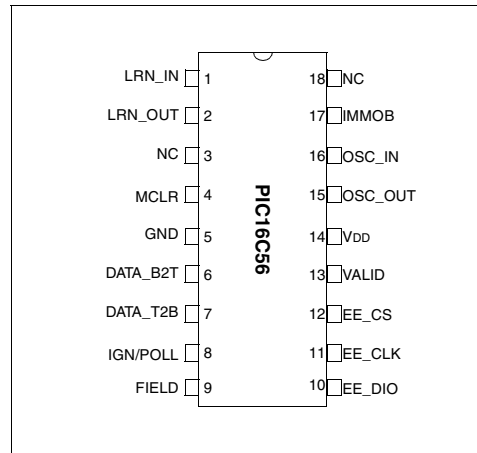 LRN_IN 1 18 NC
LRN_OUT 2 17 IMMOB
NC 3 16 OSC_IN
MCLR 4 15 OSC_OUT
GND 5 14 VDD
DATA_B2T 6 13 VALID
DATA_T2B 7 12 EE_CS
IGN/POLL 8 11 EE_CLK
FIELD 9 10 EE_DIO
PIC16C56